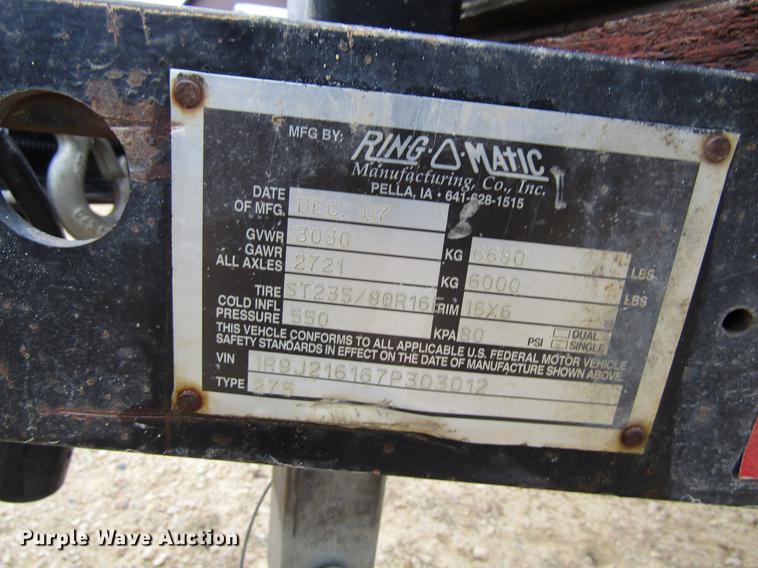 MFG BY: RING·O·MATIC
Manufacturing, Co., Inc.
PELLA, IA • 641-628-1515
DATE OF MFG. DEC. 07
GVWR 3030 KG 6680 LBS
GAWR ALL AXLES 2721 KG 6000 LBS
TIRE ST235/80R16E RIM 16X6
COLD INFL PRESSURE 550 KPA 80 PSI DUAL SINGLE
THIS VEHCLE CONFORMS TO ALL APPLICABLE U.S. FEDERAL MOTOR VEHICLE
SAFETY STANDARDS IN EFFECT ON THE DATE OF MANUFACTURE SHOWN ABOVE
VIN 1R9J216167P303012
TYPE 275
Purple Wave Auction